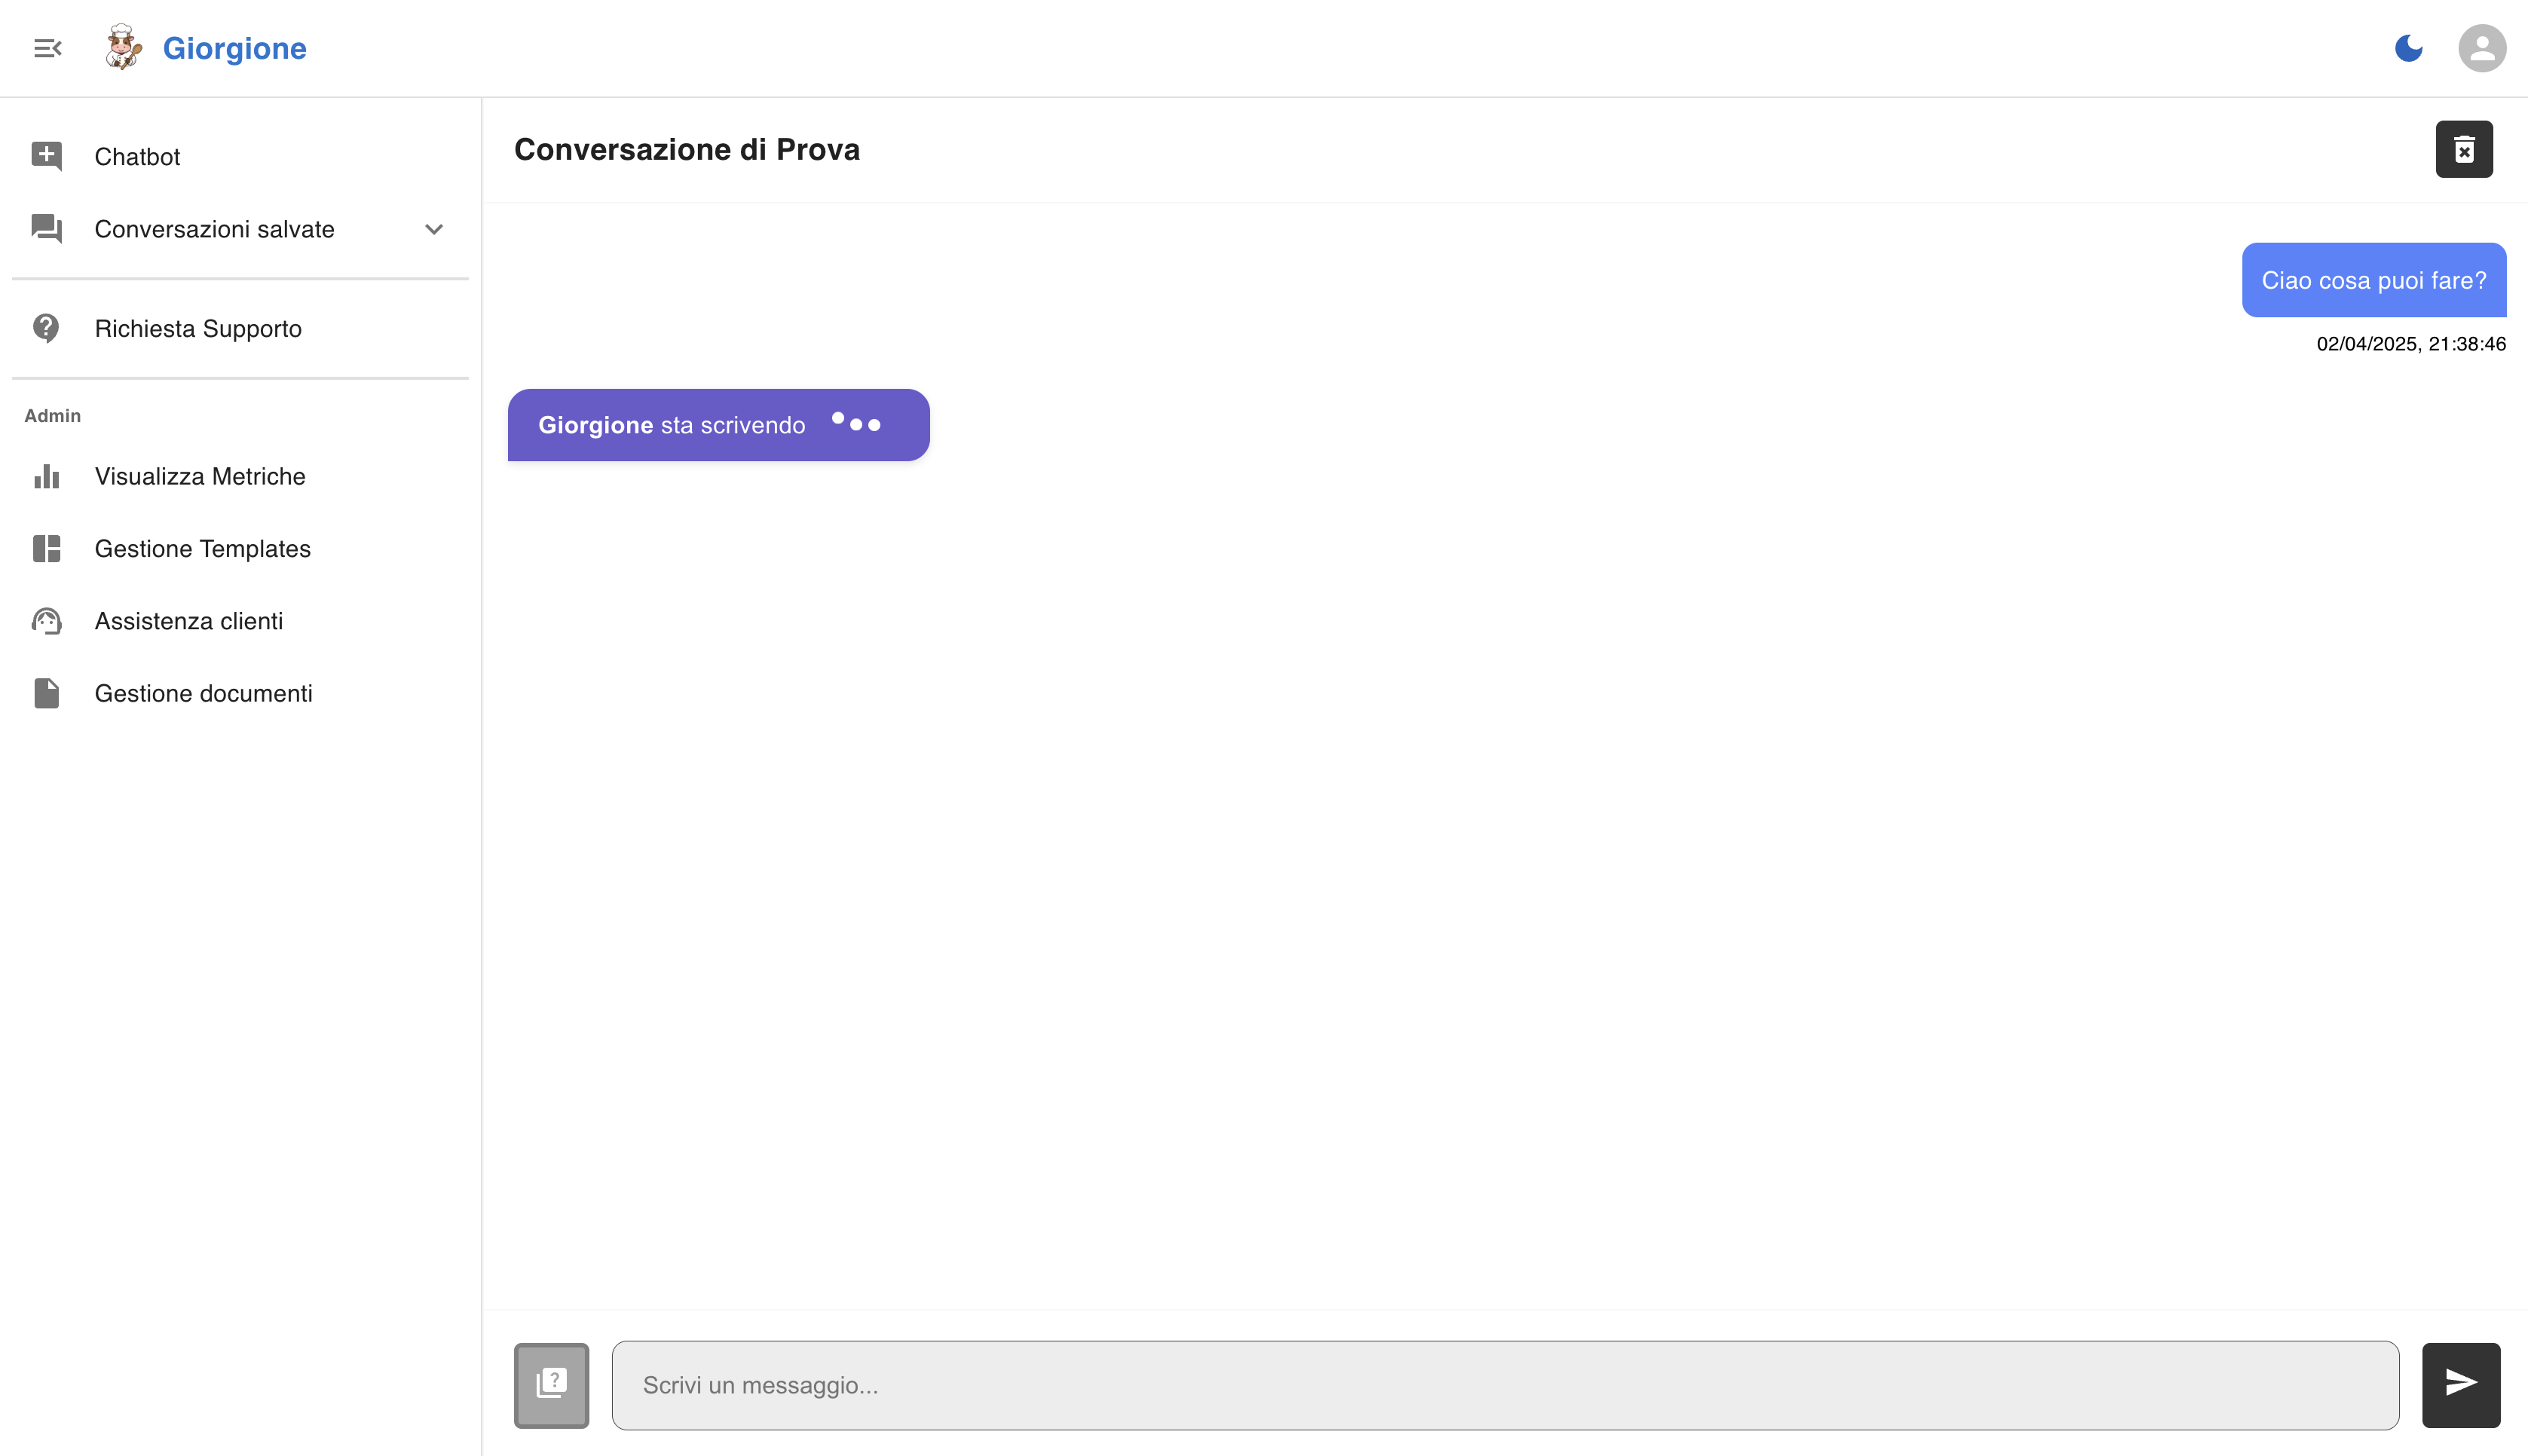 Giorgione
Chatbot
Conversazioni salvate
Richiesta Supporto
Admin
Visualizza Metriche
Gestione Templates
Assistenza clienti
Gestione documenti
Conversazione di Prova
Ciao cosa puoi fare?
02/04/2025, 21:38:46
Giorgione sta scrivendo
Scrivi un messaggio...